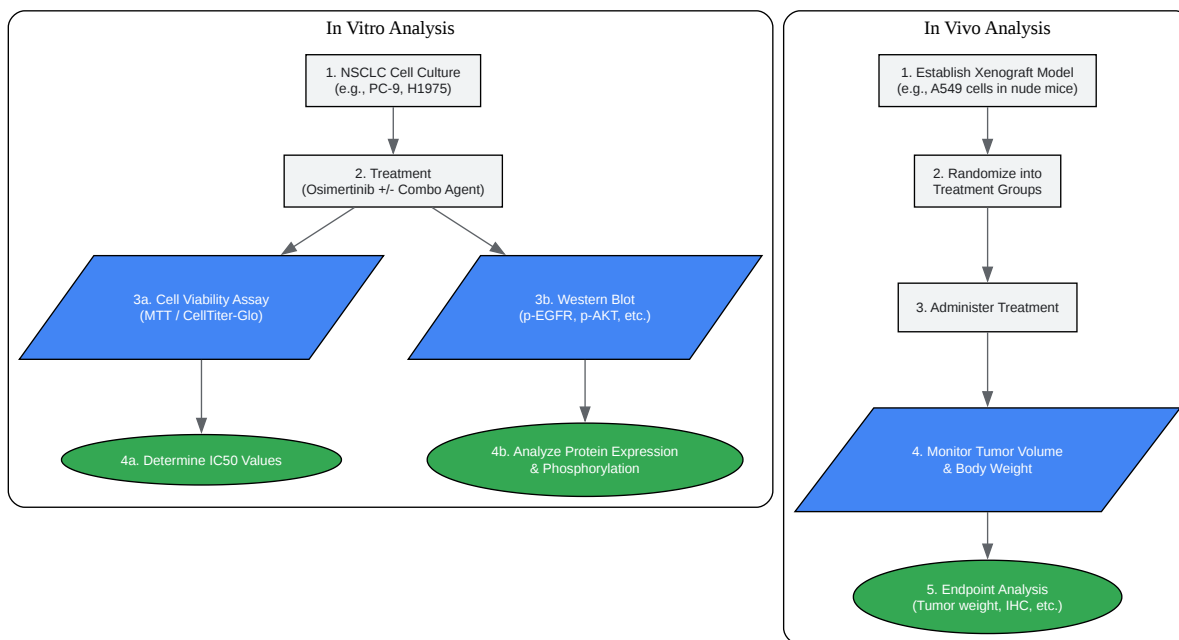 In Vitro Analysis
1. NSCLC Cell Culture
(e.g., PC-9, H1975)
2. Treatment
(Osimertinib +/- Combo Agent)
3a. Cell Viability Assay
(MTT / CellTiter-Glo)
3b. Western Blot
(p-EGFR, p-AKT, etc.)
4a. Determine IC50 Values
4b. Analyze Protein Expression
& Phosphorylation
In Vivo Analysis
1. Establish Xenograft Model
(e.g., A549 cells in nude mice)
2. Randomize into
Treatment Groups
3. Administer Treatment
4. Monitor Tumor Volume
& Body Weight
5. Endpoint Analysis
(Tumor weight, IHC, etc.)